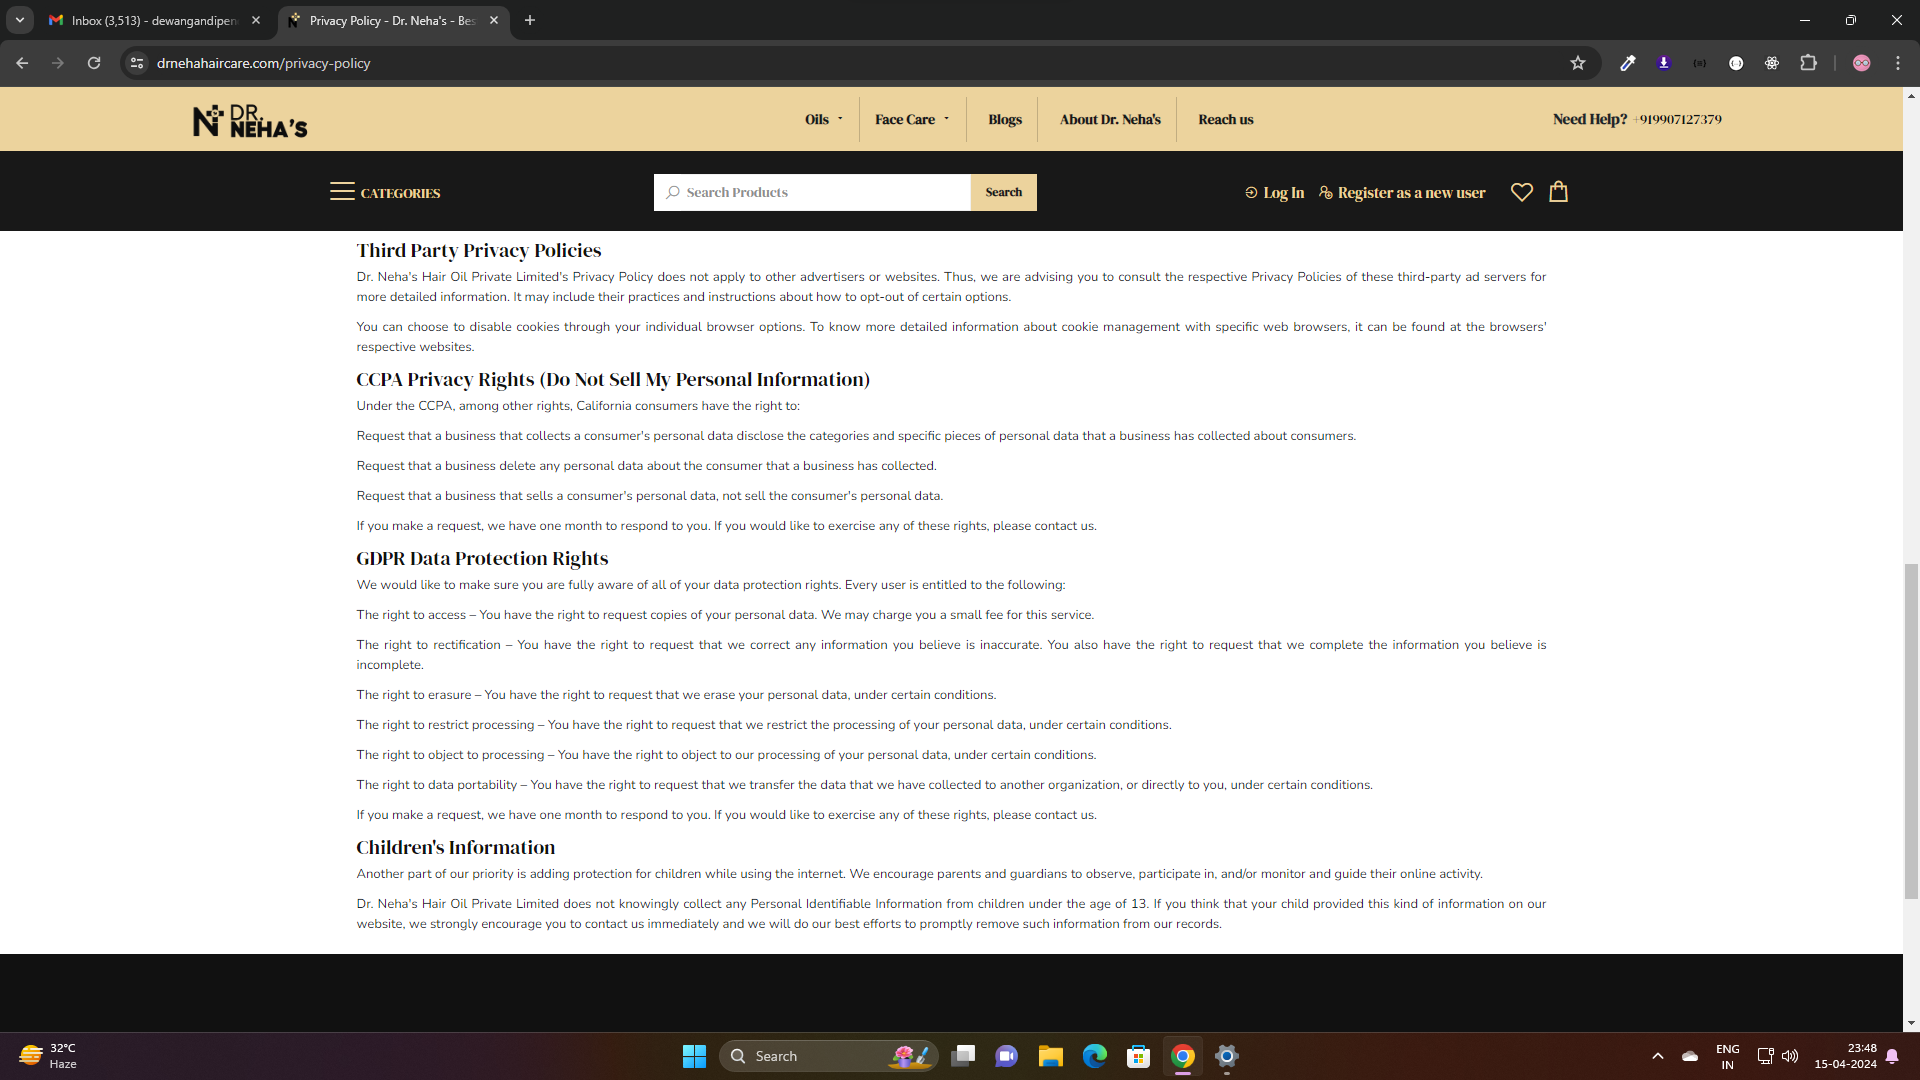 Inbox (3,513) - dewangandipen
Privacy Policy - Dr. Neha's - Bes
drnehahaircare.com/privacy-policy
DR. NEHA'S
Oils
Face Care
Blogs
About Dr. Neha's
Reach us
Need Help? +919907127379
CATEGORIES
Search Products
Search
Log In
Register as a new user
Third Party Privacy Policies
Dr. Neha's Hair Oil Private Limited's Privacy Policy does not apply to other advertisers or websites. Thus, we are advising you to consult the respective Privacy Policies of these third-party ad servers for
more detailed information. It may include their practices and instructions about how to opt-out of certain options.
You can choose to disable cookies through your individual browser options. To know more detailed information about cookie management with specific web browsers, it can be found at the browsers'
respective websites.
CCPA Privacy Rights (Do Not Sell My Personal Information)
Under the CCPA, among other rights, California consumers have the right to:
Request that a business that collects a consumer's personal data disclose the categories and specific pieces of personal data that a business has collected about consumers.
Request that a business delete any personal data about the consumer that a business has collected.
Request that a business that sells a consumer's personal data, not sell the consumer's personal data.
If you make a request, we have one month to respond to you. If you would like to exercise any of these rights, please contact us.
GDPR Data Protection Rights
We would like to make sure you are fully aware of all of your data protection rights. Every user is entitled to the following:
The right to access – You have the right to request copies of your personal data. We may charge you a small fee for this service.
The right to rectification – You have the right to request that we correct any information you believe is inaccurate. You also have the right to request that we complete the information you believe is
incomplete.
The right to erasure – You have the right to request that we erase your personal data, under certain conditions.
The right to restrict processing – You have the right to request that we restrict the processing of your personal data, under certain conditions.
The right to object to processing – You have the right to object to our processing of your personal data, under certain conditions.
The right to data portability – You have the right to request that we transfer the data that we have collected to another organization, or directly to you, under certain conditions.
If you make a request, we have one month to respond to you. If you would like to exercise any of these rights, please contact us.
Children's Information
Another part of our priority is adding protection for children while using the internet. We encourage parents and guardians to observe, participate in, and/or monitor and guide their online activity.
Dr. Neha's Hair Oil Private Limited does not knowingly collect any Personal Identifiable Information from children under the age of 13. If you think that your child provided this kind of information on our
website, we strongly encourage you to contact us immediately and we will do our best efforts to promptly remove such information from our records.
32°C
Haze
Search
ENG
IN
23:48
15-04-2024